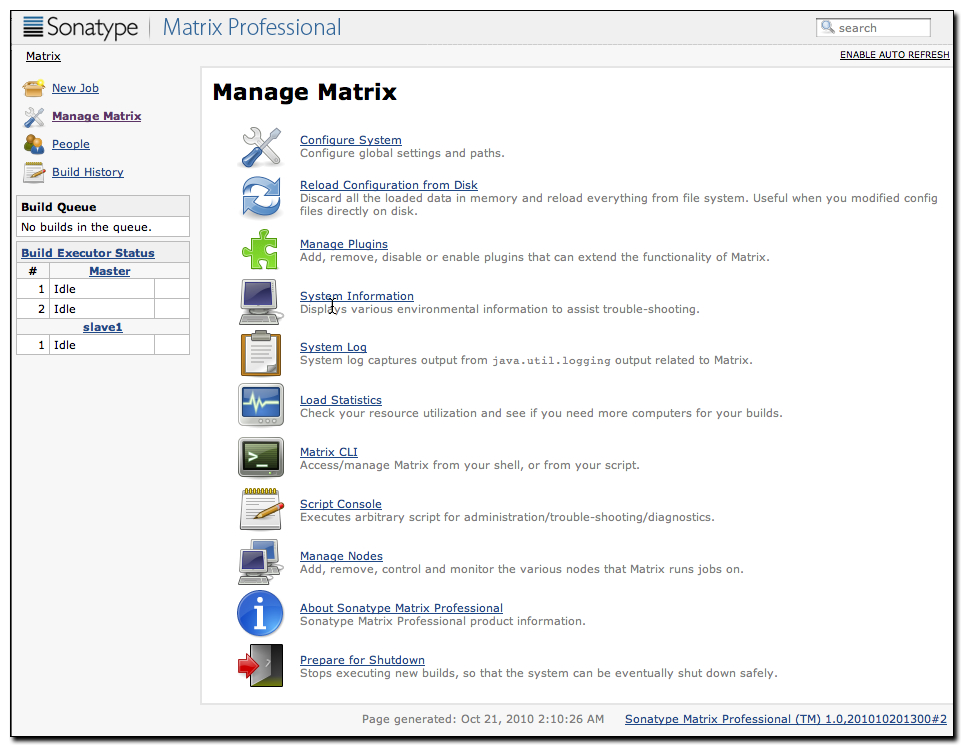 Sonatype Matrix Professional
search
Matrix
ENABLE AUTO REFRESH
New Job
Manage Matrix
People
Build History
Build Queue
No builds in the queue.
Build Executor Status
# Master
1 Idle
2 Idle
slave1
1 Idle
Manage Matrix
Configure System
Configure global settings and paths.
Reload Configuration from Disk
Discard all the loaded data in memory and reload everything from file system. Useful when you modified config
files directly on disk.
Manage Plugins
Add, remove, disable or enable plugins that can extend the functionality of Matrix.
System Information
Displays various environmental information to assist trouble-shooting.
System Log
System log captures output from java.util.logging output related to Matrix.
Load Statistics
Check your resource utilization and see if you need more computers for your builds.
Matrix CLI
Access/manage Matrix from your shell, or from your script.
Script Console
Executes arbitrary script for administration/trouble-shooting/diagnostics.
Manage Nodes
Add, remove, control and monitor the various nodes that Matrix runs jobs on.
About Sonatype Matrix Professional
Sonatype Matrix Professional product information.
Prepare for Shutdown
Stops executing new builds, so that the system can be eventually shut down safely.
Page generated: Oct 21, 2010 2:10:26 AM Sonatype Matrix Professional (TM) 1.0,201010201300#2